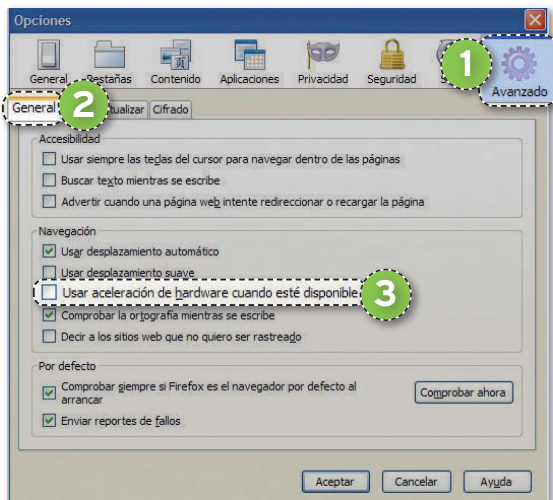 Opciones
General Pestañas Contenido Aplicaciones Privacidad Seguridad Avanzado
1
General 2 Cifrado
Accesibilidad
Usar siempre las teclas del cursor para navegar dentro de las páginas
Buscar texto mientras se escribe
Advertir cuando una página web intente redireccionar o recargar la página
Navegación
Usar desplazamiento automático
Usar desplazamiento suave
Usar aceleración de hardware cuando esté disponible 3
Comprobar la ortografía mientras se escribe
Decir a los sitios web que no quiero ser rastreado
Por defecto
Comprobar siempre si Firefox es el navegador por defecto al
arrancar
Comprobar ahora
Enviar reportes de fallos
Aceptar Cancelar Ayuda